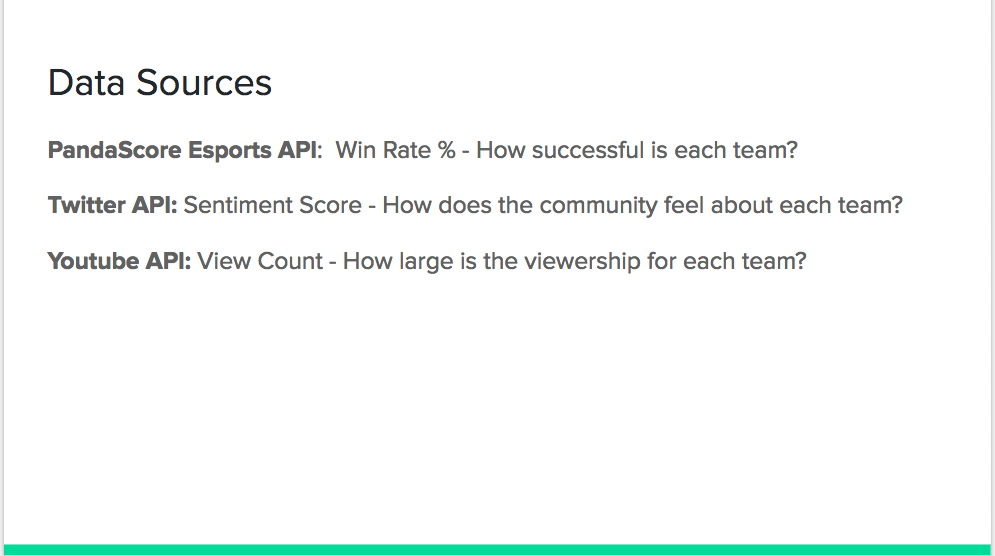 Data Sources
PandaScore Esports API:  Win Rate % - How successful is each team?
Twitter API: Sentiment Score - How does the community feel about each team?
Youtube API: View Count - How large is the viewership for each team?